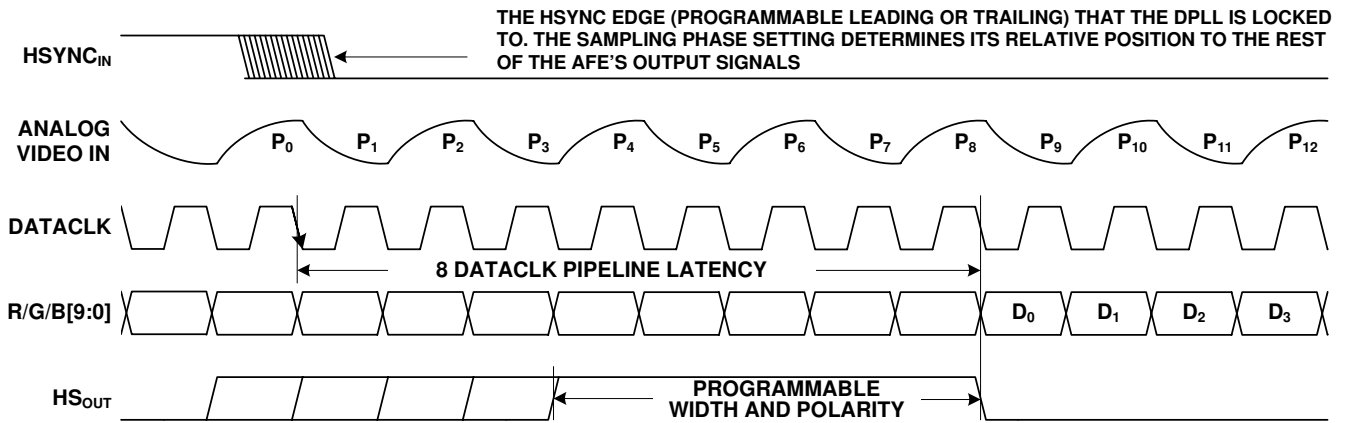 THE HSYNC EDGE (PROGRAMMABLE LEADING OR TRAILING) THAT THE DPLL IS LOCKED
TO. THE SAMPLING PHASE SETTING DETERMINES ITS RELATIVE POSITION TO THE REST
OF THE AFE'S OUTPUT SIGNALS
HSYNCIN
ANALOG
VIDEO IN
P0 P1 P2 P3 P4 P5 P6 P7 P8 P9 P10 P11 P12
DATACLK
8 DATACLK PIPELINE LATENCY
R/G/B[9:0]
D0 D1 D2 D3
HSOUT
PROGRAMMABLE
WIDTH AND POLARITY